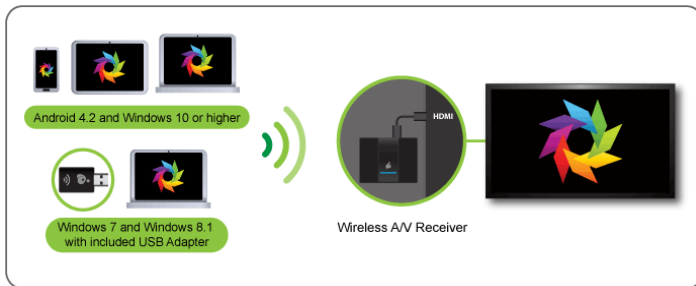 Android 4.2 and Windows 10 or higher
HDMI
Windows 7 and Windows 8.1
with included USB Adapter
Wireless A/V Receiver